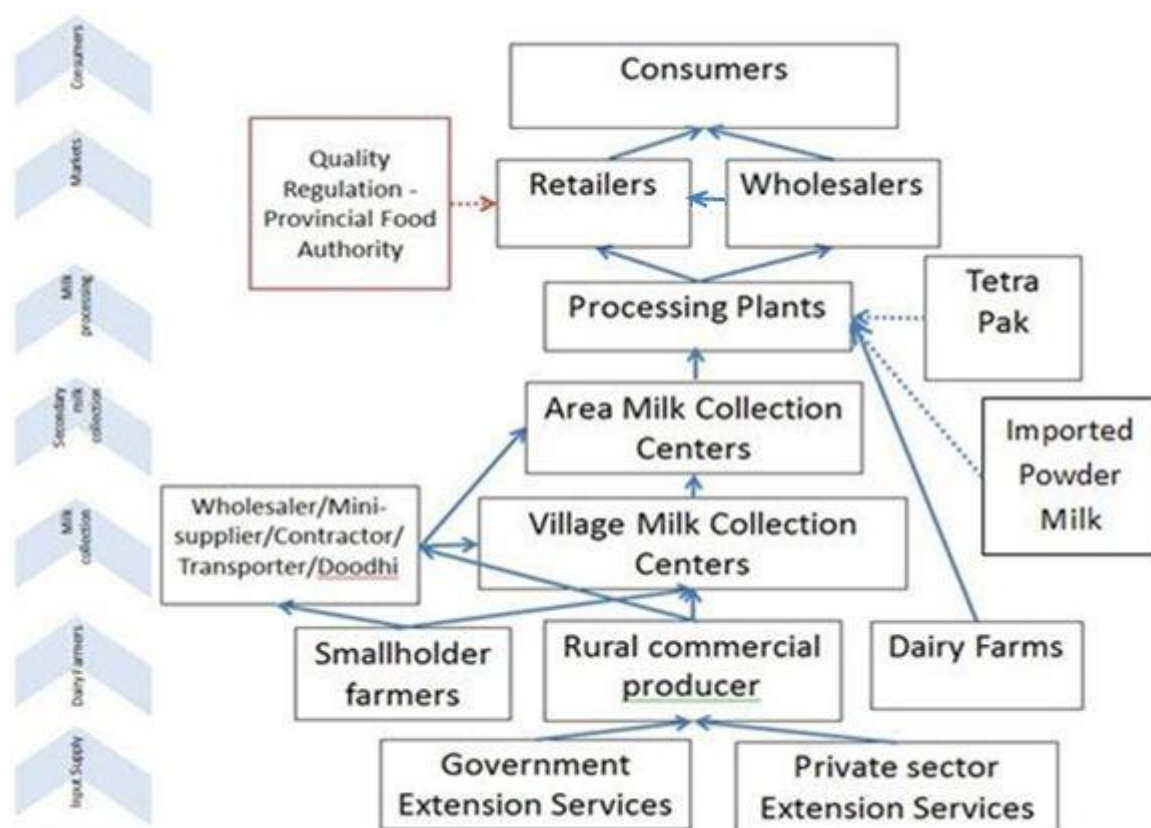 Consumers
Consumers
Markets
Quality
Regulation -
Provincial Food
Authority
Retailers
Wholesalers
Milk
processing
Processing Plants
Tetra
Pak
Secondary
milk
collection
Area Milk Collection
Centers
Imported
Powder
Milk
Milk
collection
Wholesaler/Mini-
supplier/Contractor/
Transporter/Doodhi
Village Milk Collection
Centers
Dairy Farmers
Smallholder
farmers
Rural commercial
producer
Dairy Farms
Input Supply
Government
Extension Services
Private sector
Extension Services